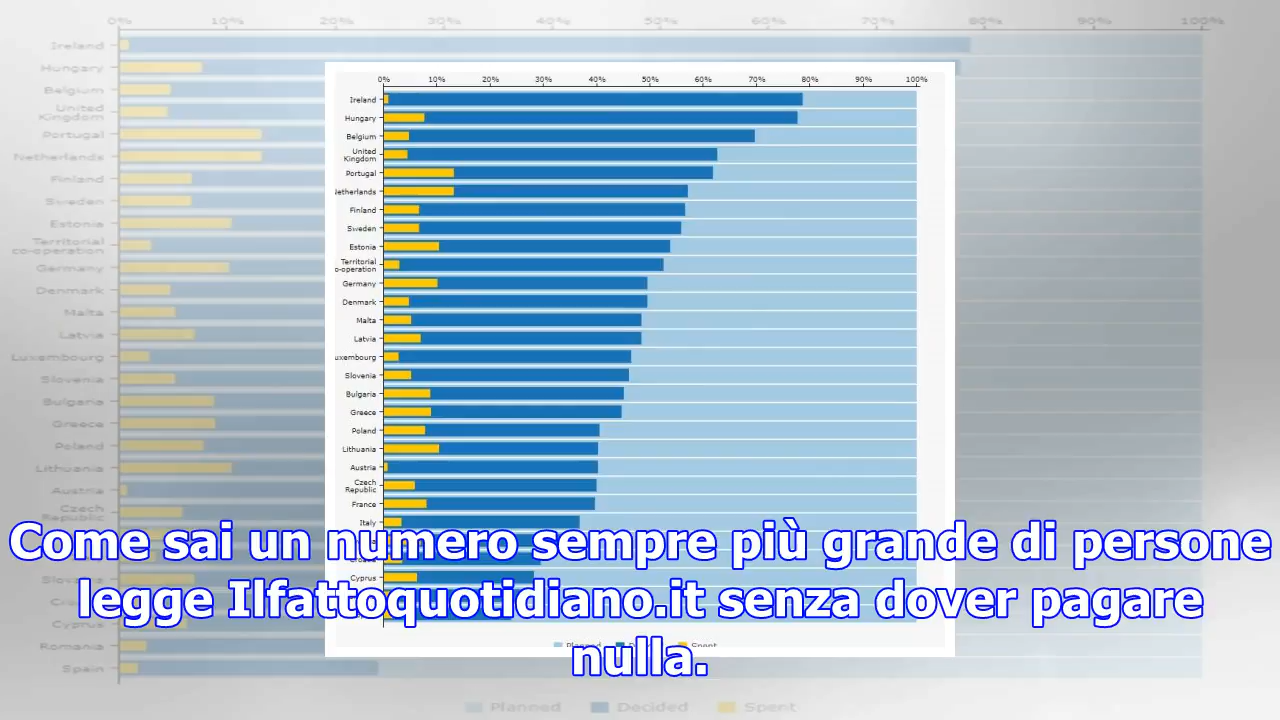 0% 10% 20% 30% 40% 50% 60% 70% 80% 90% 100%
Ireland
Hungary
Belgium
United
Kingdom
Portugal
Netherlands
Finland
Sweden
Estonia
Territorial
co-operation
Germany
Denmark
Malta
Latvia
Luxembourg
Slovenia
Bulgaria
Greece
Poland
Lithuania
Austria
Czech
Republic
Cyprus
Romania
Spain
Planned Decided Spent
0% 10% 20% 30% 40% 50% 60% 70% 80% 90% 100%
Ireland
Hungary
Belgium
United
Kingdom
Portugal
Netherlands
Finland
Sweden
Estonia
Territorial
o-operation
Germany
Denmark
Malta
Latvia
uxembourg
Slovenia
Bulgaria
Greece
Poland
Lithuania
Austria
Czech
Republic
France
Italy
Cyprus
Spent
Come sai un numero sempre più grande di persone
legge Ilfattoquotidiano.it senza dover pagare
nulla.